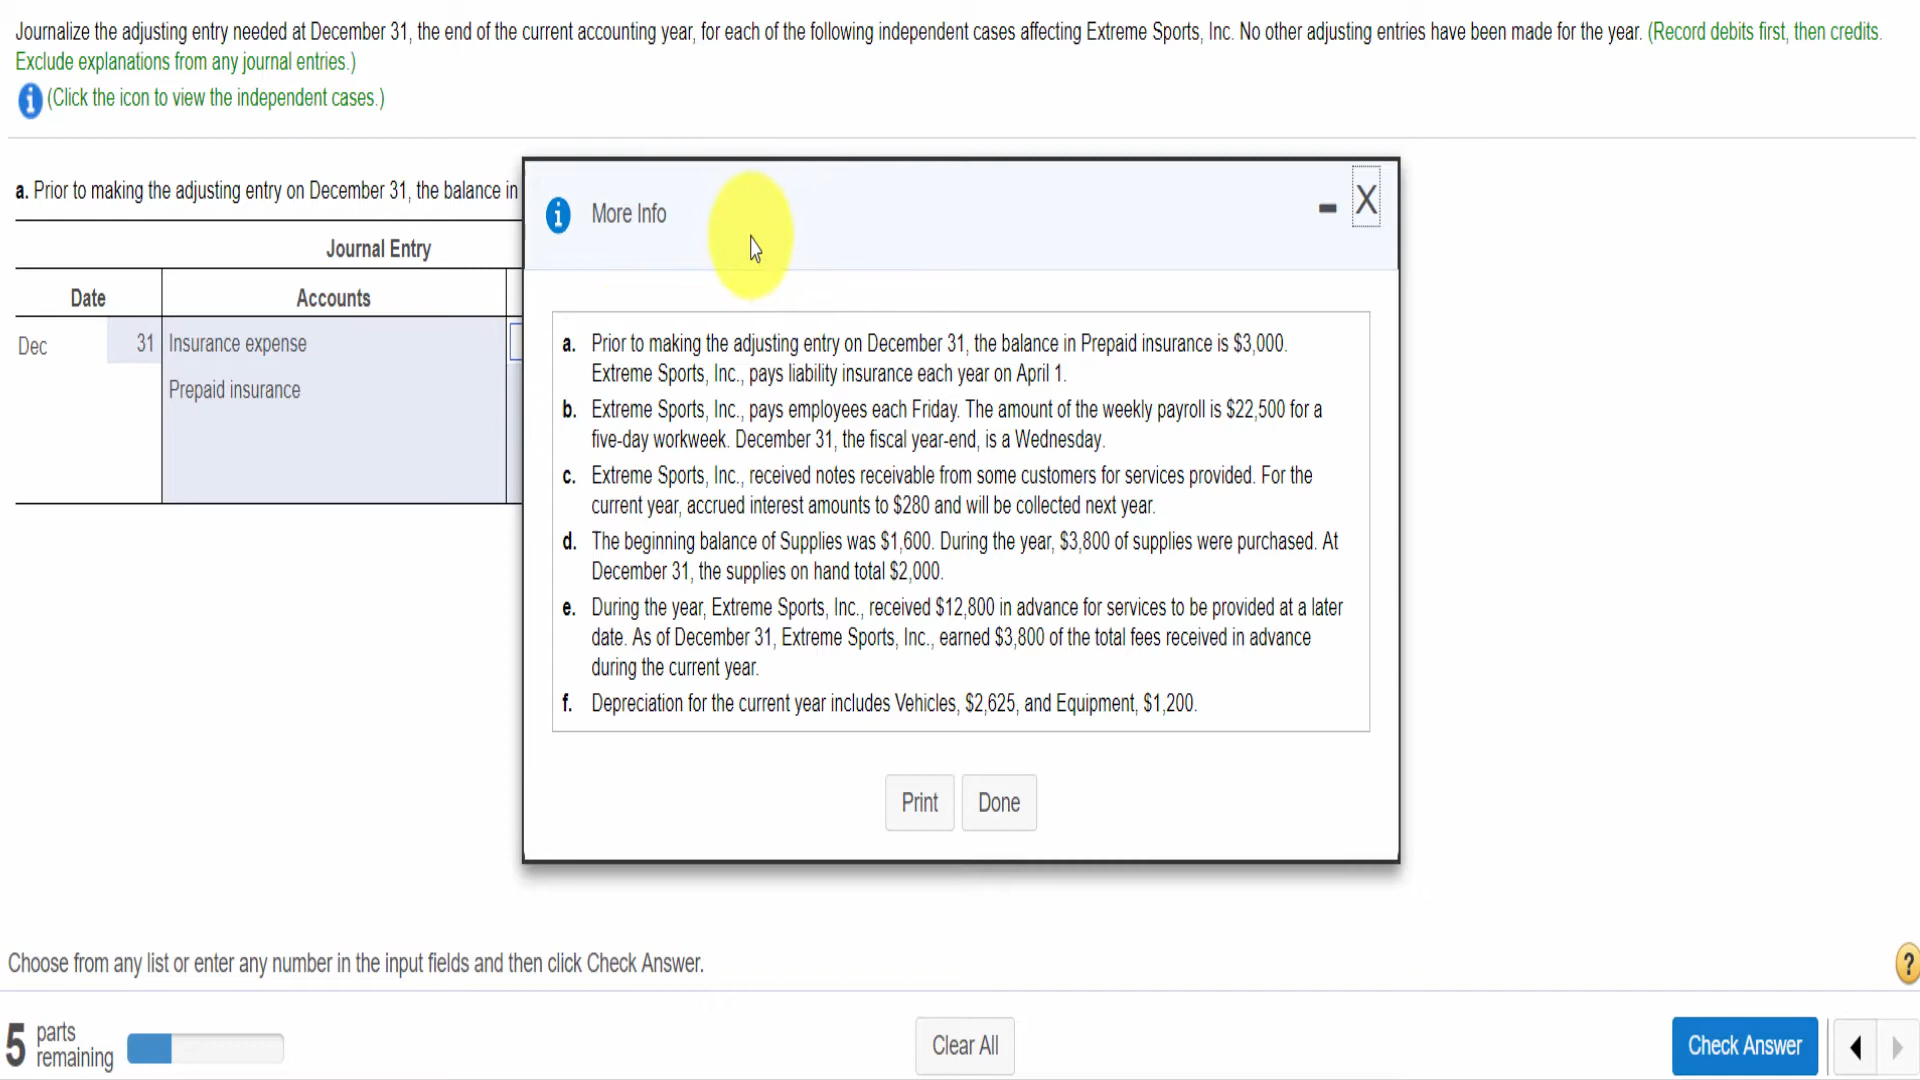 Journalize the adjusting entry needed at December 31, the end of the current accounting year, for each of the following independent cases affecting Extreme Sports, Inc. No other adjusting entries have been made for the year. (Record debits first, then credits.
Exclude explanations from any journal entries.)
(Click the icon to view the independent cases.)
a. Prior to making the adjusting entry on December 31, the balance in
Journal Entry
Date Accounts
Dec 31 Insurance expense
Prepaid insurance
More Info
X
a. Prior to making the adjusting entry on December 31, the balance in Prepaid insurance is $3,000.
Extreme Sports, Inc., pays liability insurance each year on April 1.
b. Extreme Sports, Inc., pays employees each Friday. The amount of the weekly payroll is $22,500 for a
five-day workweek. December 31, the fiscal year-end, is a Wednesday.
c. Extreme Sports, Inc., received notes receivable from some customers for services provided. For the
current year, accrued interest amounts to $280 and will be collected next year.
d. The beginning balance of Supplies was $1,600. During the year, $3,800 of supplies were purchased. At
December 31, the supplies on hand total $2,000.
e. During the year, Extreme Sports, Inc., received $12,800 in advance for services to be provided at a later
date. As of December 31, Extreme Sports, Inc., earned $3,800 of the total fees received in advance
during the current year.
f. Depreciation for the current year includes Vehicles, $2,625, and Equipment, $1,200.
Print Done
Choose from any list or enter any number in the input fields and then click Check Answer.
?
5 parts
remaining
Clear All
Check Answer